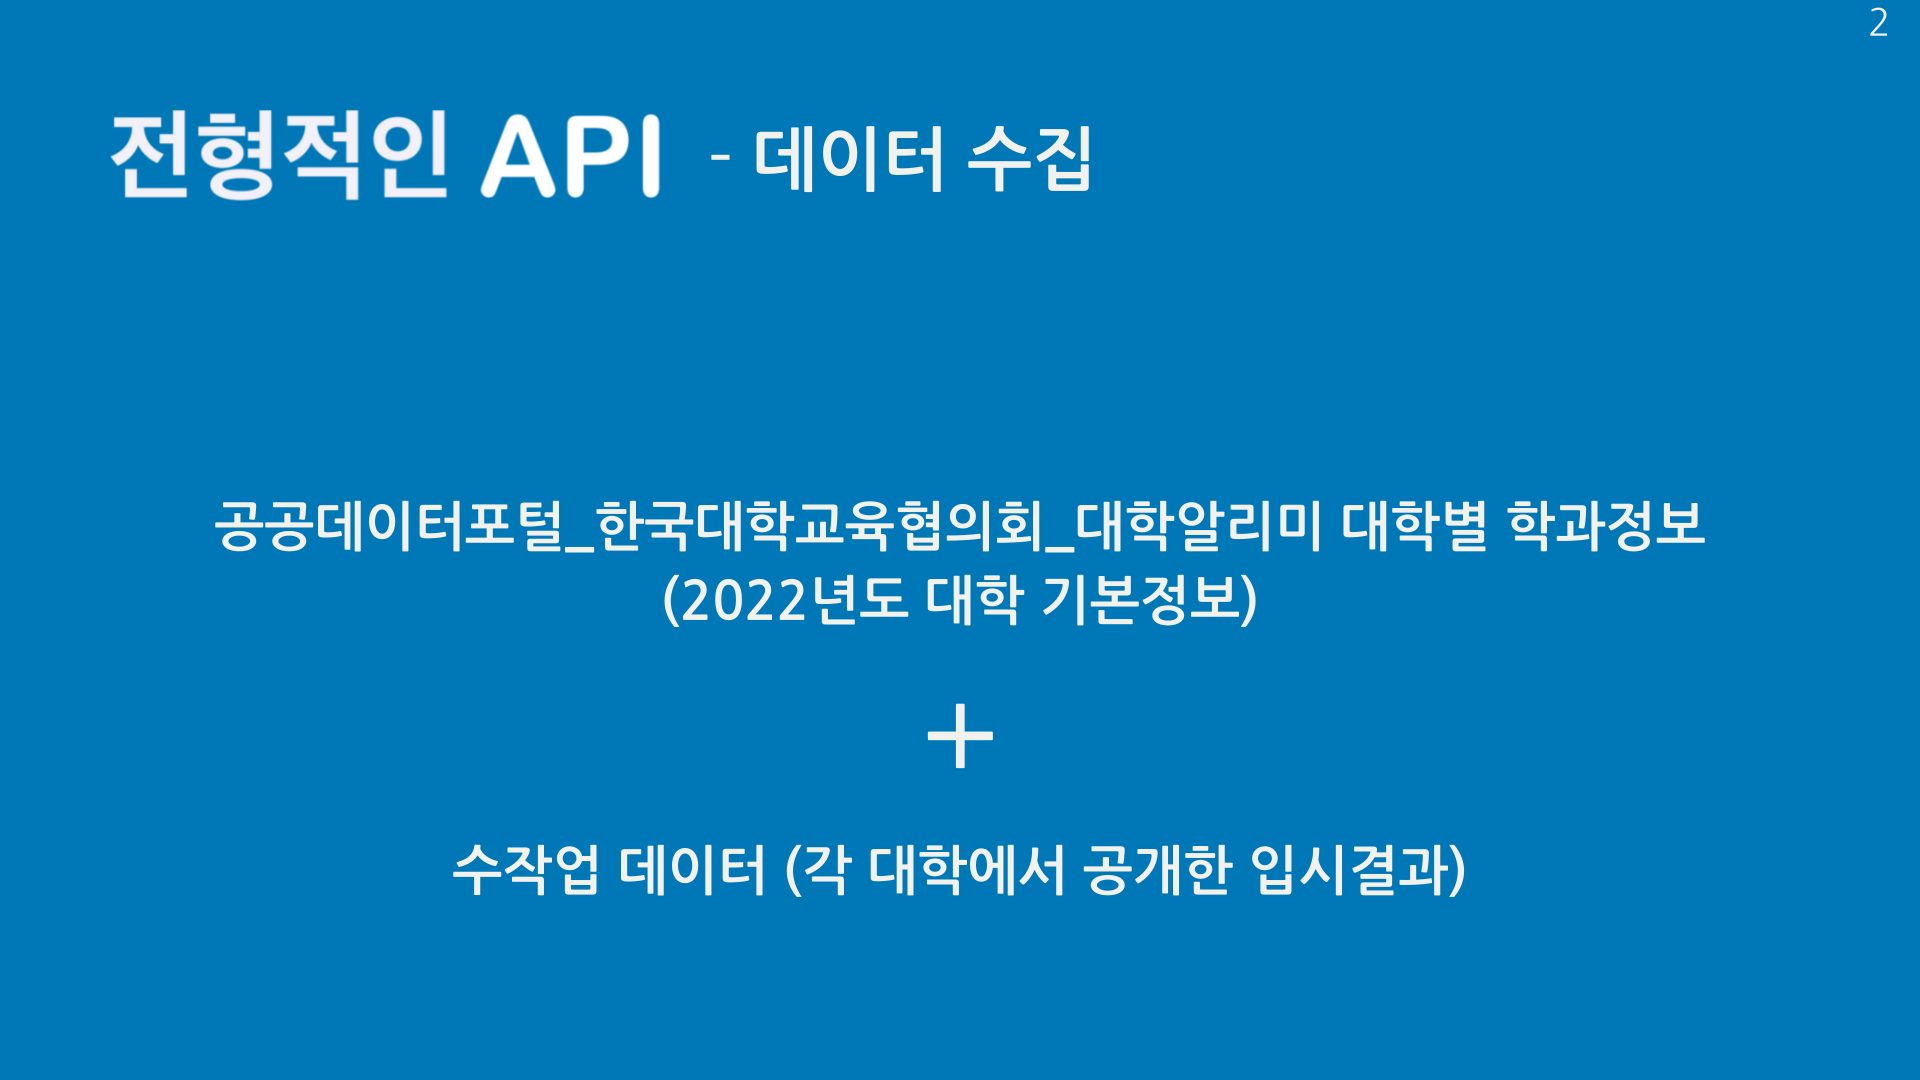 2
전형적인 API - 데이터 수집
공공데이터포털_한국대학교육협의회_대학알리미 대학별 학과정보
(2022년도 대학 기본정보)
+
수작업 데이터 (각 대학에서 공개한 입시결과)